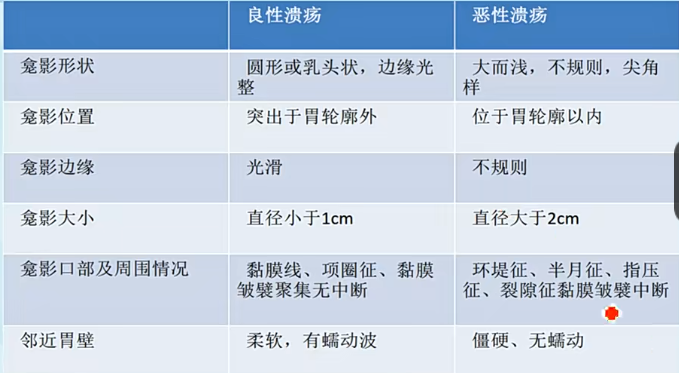 良性溃疡 恶性溃疡
龛影形状 圆形或乳头状，边缘光 大而浅，不规则，尖角
整 样
龛影位置 突出于胃轮廓外 位于胃轮廓以内
龛影边缘 光滑 不规则
龛影大小 直径小于1cm 直径大于2cm
龛影口部及周围情况 黏膜线、项圈征、黏膜 环堤征、半月征、指压
皱襞聚集无中断 征、裂隙征黏膜皱襞中断
邻近胃壁 柔软，有蠕动波 僵硬、无蠕动